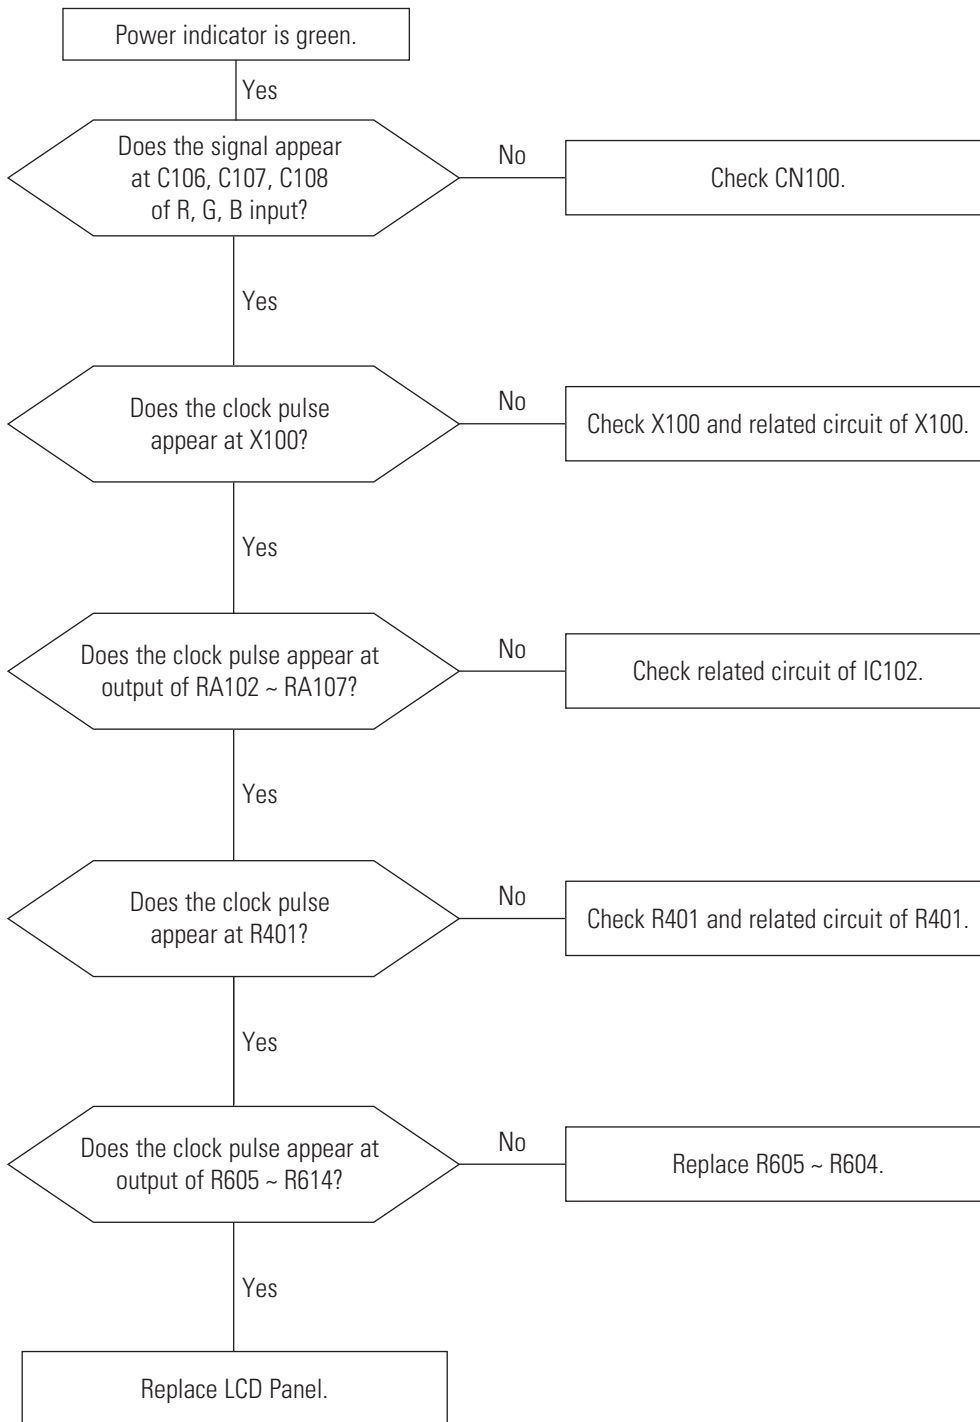 Power indicator is green.
Yes
Does the signal appear
at C106, C107, C108
of R, G, B input?
No
Check CN100.
Yes
Does the clock pulse
appear at X100?
No
Check X100 and related circuit of X100.
Yes
Does the clock pulse appear at
output of RA102 ~ RA107?
No
Check related circuit of IC102.
Yes
Does the clock pulse
appear at R401?
No
Check R401 and related circuit of R401.
Yes
Does the clock pulse appear at
output of R605 ~ R614?
No
Replace R605 ~ R604.
Yes
Replace LCD Panel.